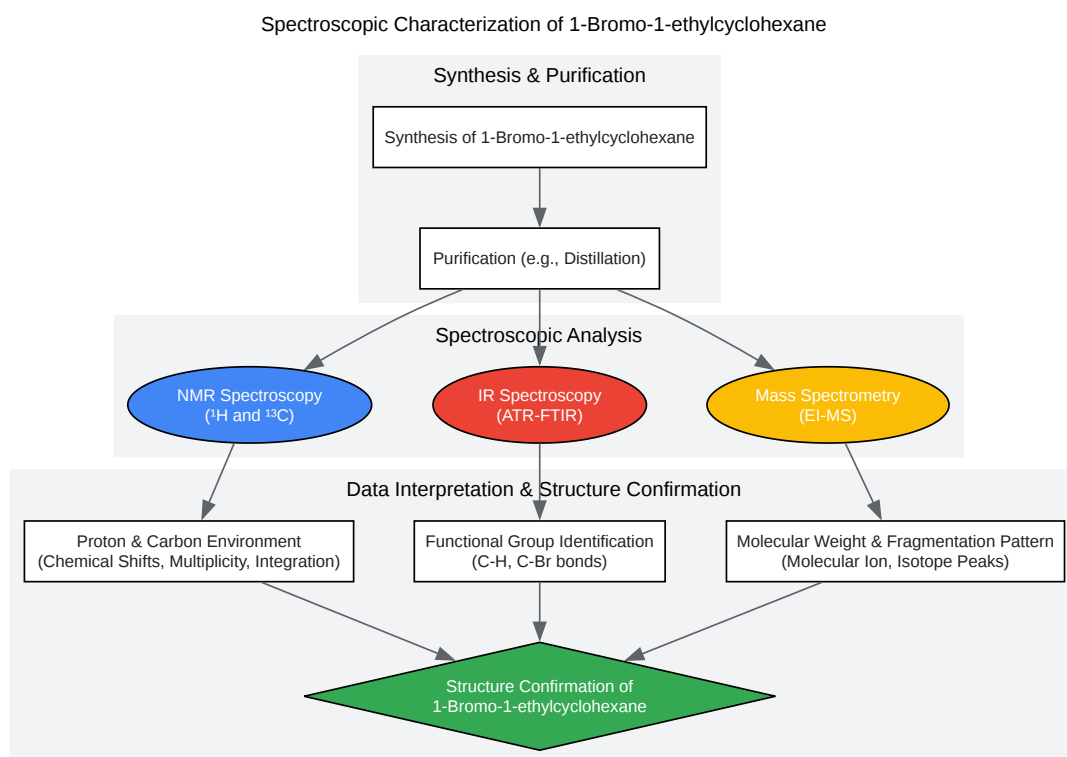 Spectroscopic Characterization of 1-Bromo-1-ethylcyclohexane
Synthesis & Purification
Synthesis of 1-Bromo-1-ethylcyclohexane
Purification (e.g., Distillation)
Spectroscopic Analysis
NMR Spectroscopy
(¹H and ¹³C)
IR Spectroscopy
(ATR-FTIR)
Mass Spectrometry
(EI-MS)
Data Interpretation & Structure Confirmation
Proton & Carbon Environment
(Chemical Shifts, Multiplicity, Integration)
Functional Group Identification
(C-H, C-Br bonds)
Molecular Weight & Fragmentation Pattern
(Molecular Ion, Isotope Peaks)
Structure Confirmation of
1-Bromo-1-ethylcyclohexane